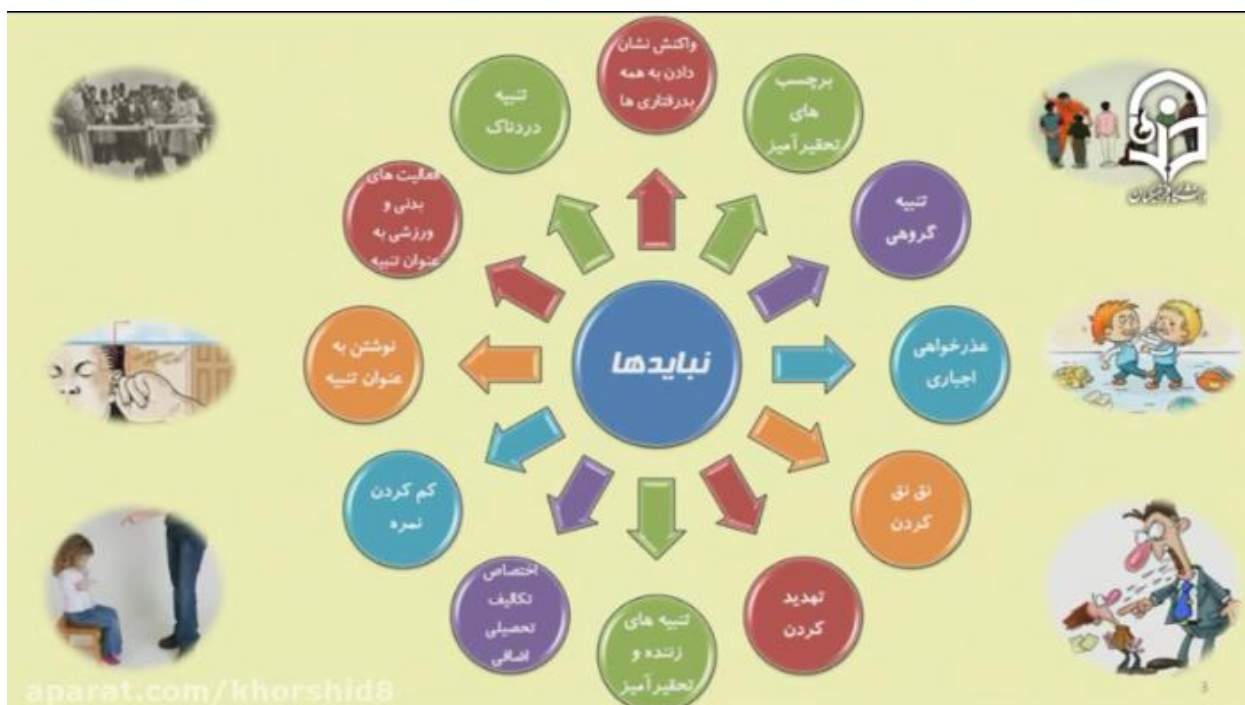 واکنش نشان
دادن به همه
بدرفتاری ها
برچسب
های
تحقیرآمیز
تنبیه
گروهی
عذرخواهی
اجباری
نق نق
کردن
تهدید
کردن
تنبیه های
زننده و
تحقیرآمیز
اختصاص
تکالیف
تحصیلی
اضافی
کم کردن
نمره
نوشتن به
عنوان تنبیه
فعالیت های
بدنی و
ورزشی به
عنوان تنبیه
تنبیه
دردناک
نبایدها
دانشگاه فرهنگیان
aparat.com/khorshid8
3